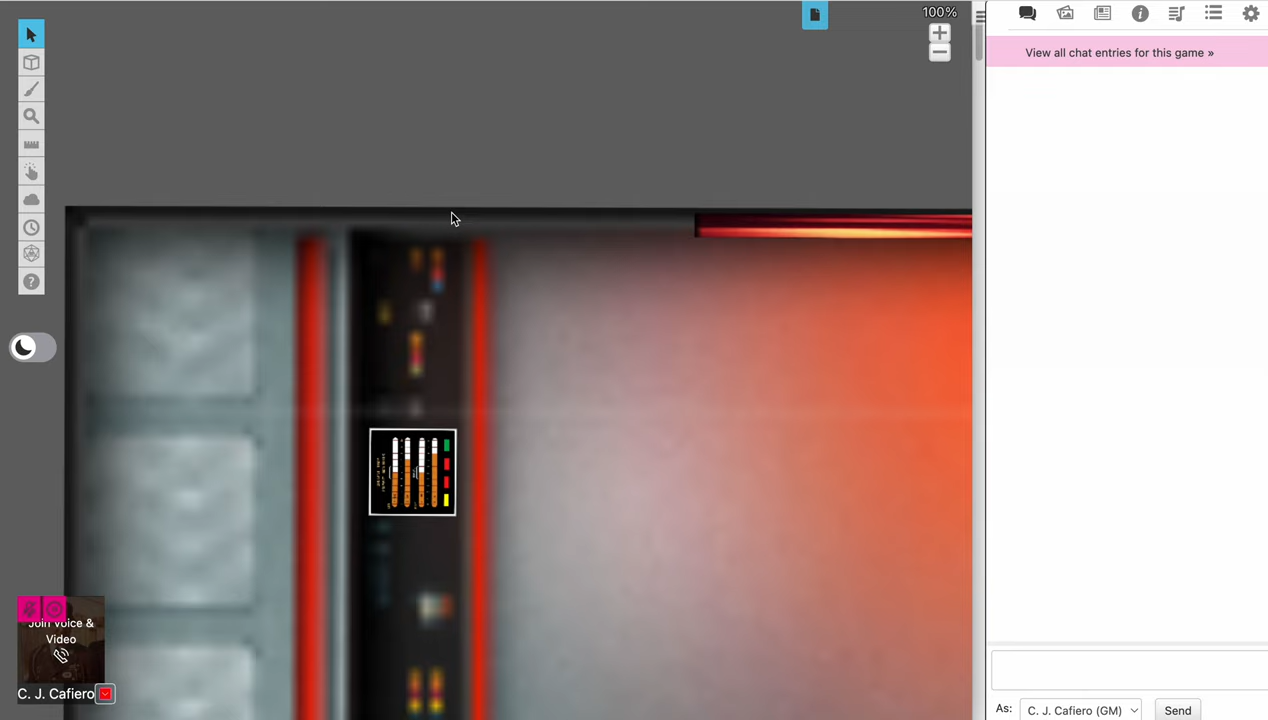 100%
View all chat entries for this game »
Join Voice &
Video
C. J. Cafiero
As:
C. J. Cafiero (GM)
Send